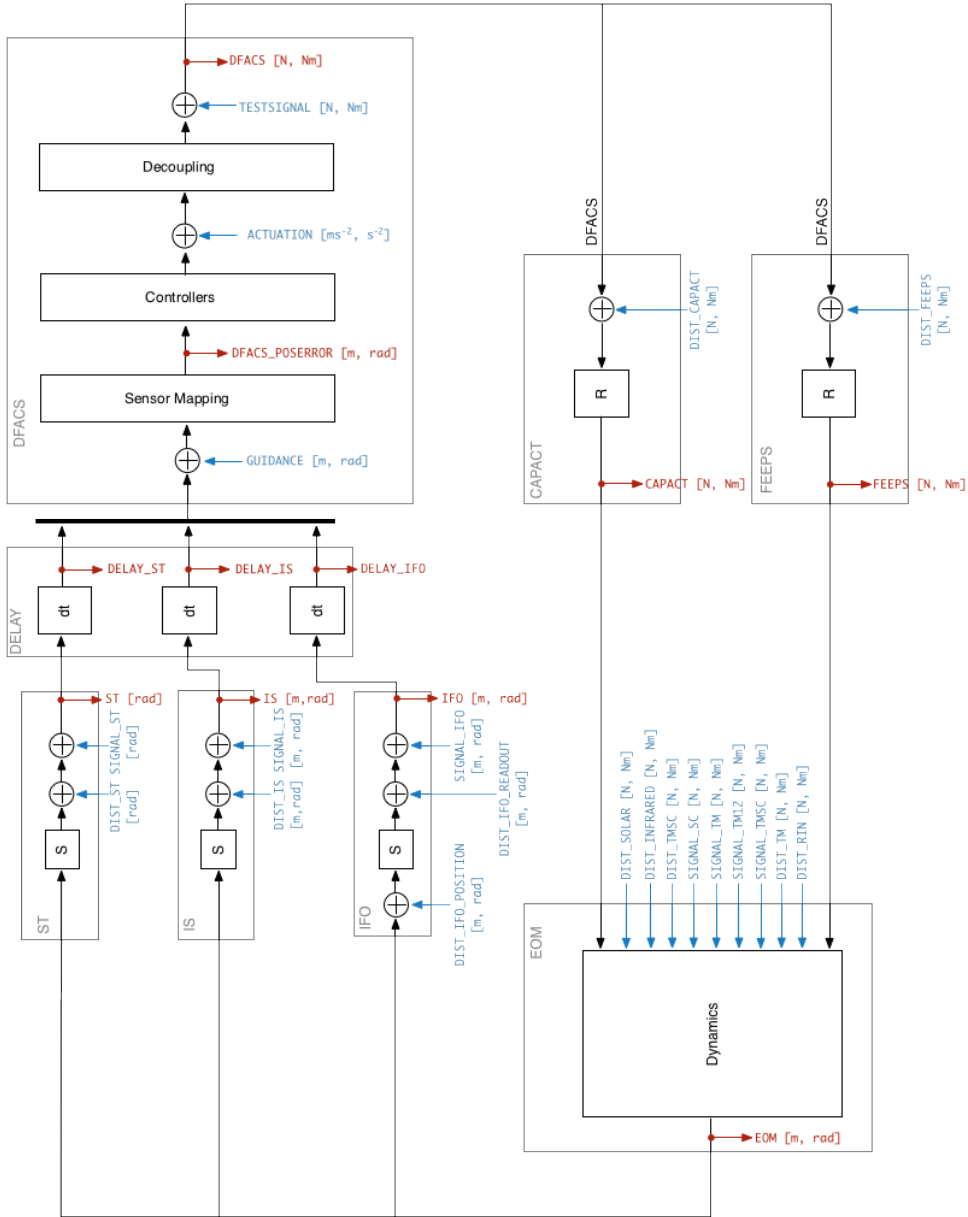 DFACS [N, Nm]
TESTSIGNAL [N, Nm]
Decoupling
ACTUATION [ms⁻², s⁻²]
Controllers
DFACS_POSERROR [m, rad]
Sensor Mapping
GUIDANCE [m, rad]
DFACS
DFACS
DFACS
DIST_CAPACT
[N, Nm]
R
CAPACT
CAPACT [N, Nm]
DIST_FEEPS
[N, Nm]
R
FEEPS
FEEPS [N, Nm]
DELAY_ST
DELAY_IS
DELAY_IFO
dt
dt
dt
DELAY
ST [rad]
SIGNAL_ST
[rad]
DIST_ST
[rad]
S
ST
IS [m,rad]
SIGNAL_IS
[m, rad]
DIST_IS
[m,rad]
S
IS
IFO [m, rad]
SIGNAL_IFO
[m, rad]
DIST_IFO_READOUT
[m, rad]
S
DIST_IFO_POSITION
[m, rad]
IFO
DIST_SOLAR [N, Nm]
DIST_INFRARED [N, Nm]
DIST_TMSC [N, Nm]
SIGNAL_SC [N, Nm]
SIGNAL_TM [N, Nm]
SIGNAL_TM12 [N, Nm]
SIGNAL_TMSC [N, Nm]
DIST_TM [N, Nm]
DIST_RIN [N, Nm]
EOM
Dynamics
EOM [m, rad]